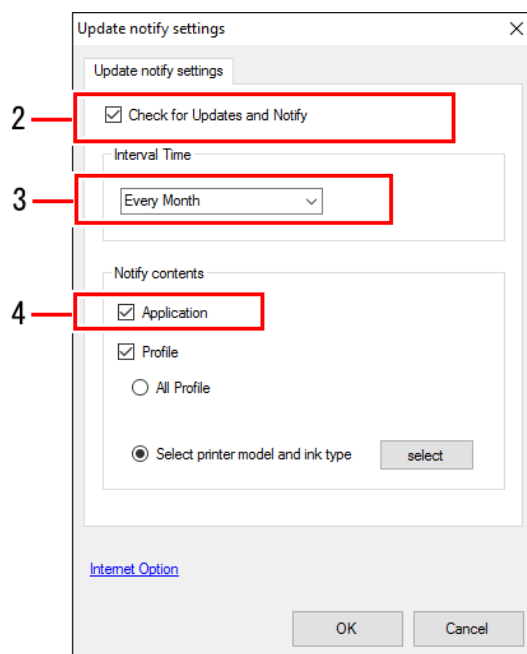 Update notify settings
Update notify settings
2
Check for Updates and Notify
Interval Time
3
Every Month
Notify contents
4
Application
Profile
All Profile
Select printer model and ink type
select
Internet Option
OK
Cancel